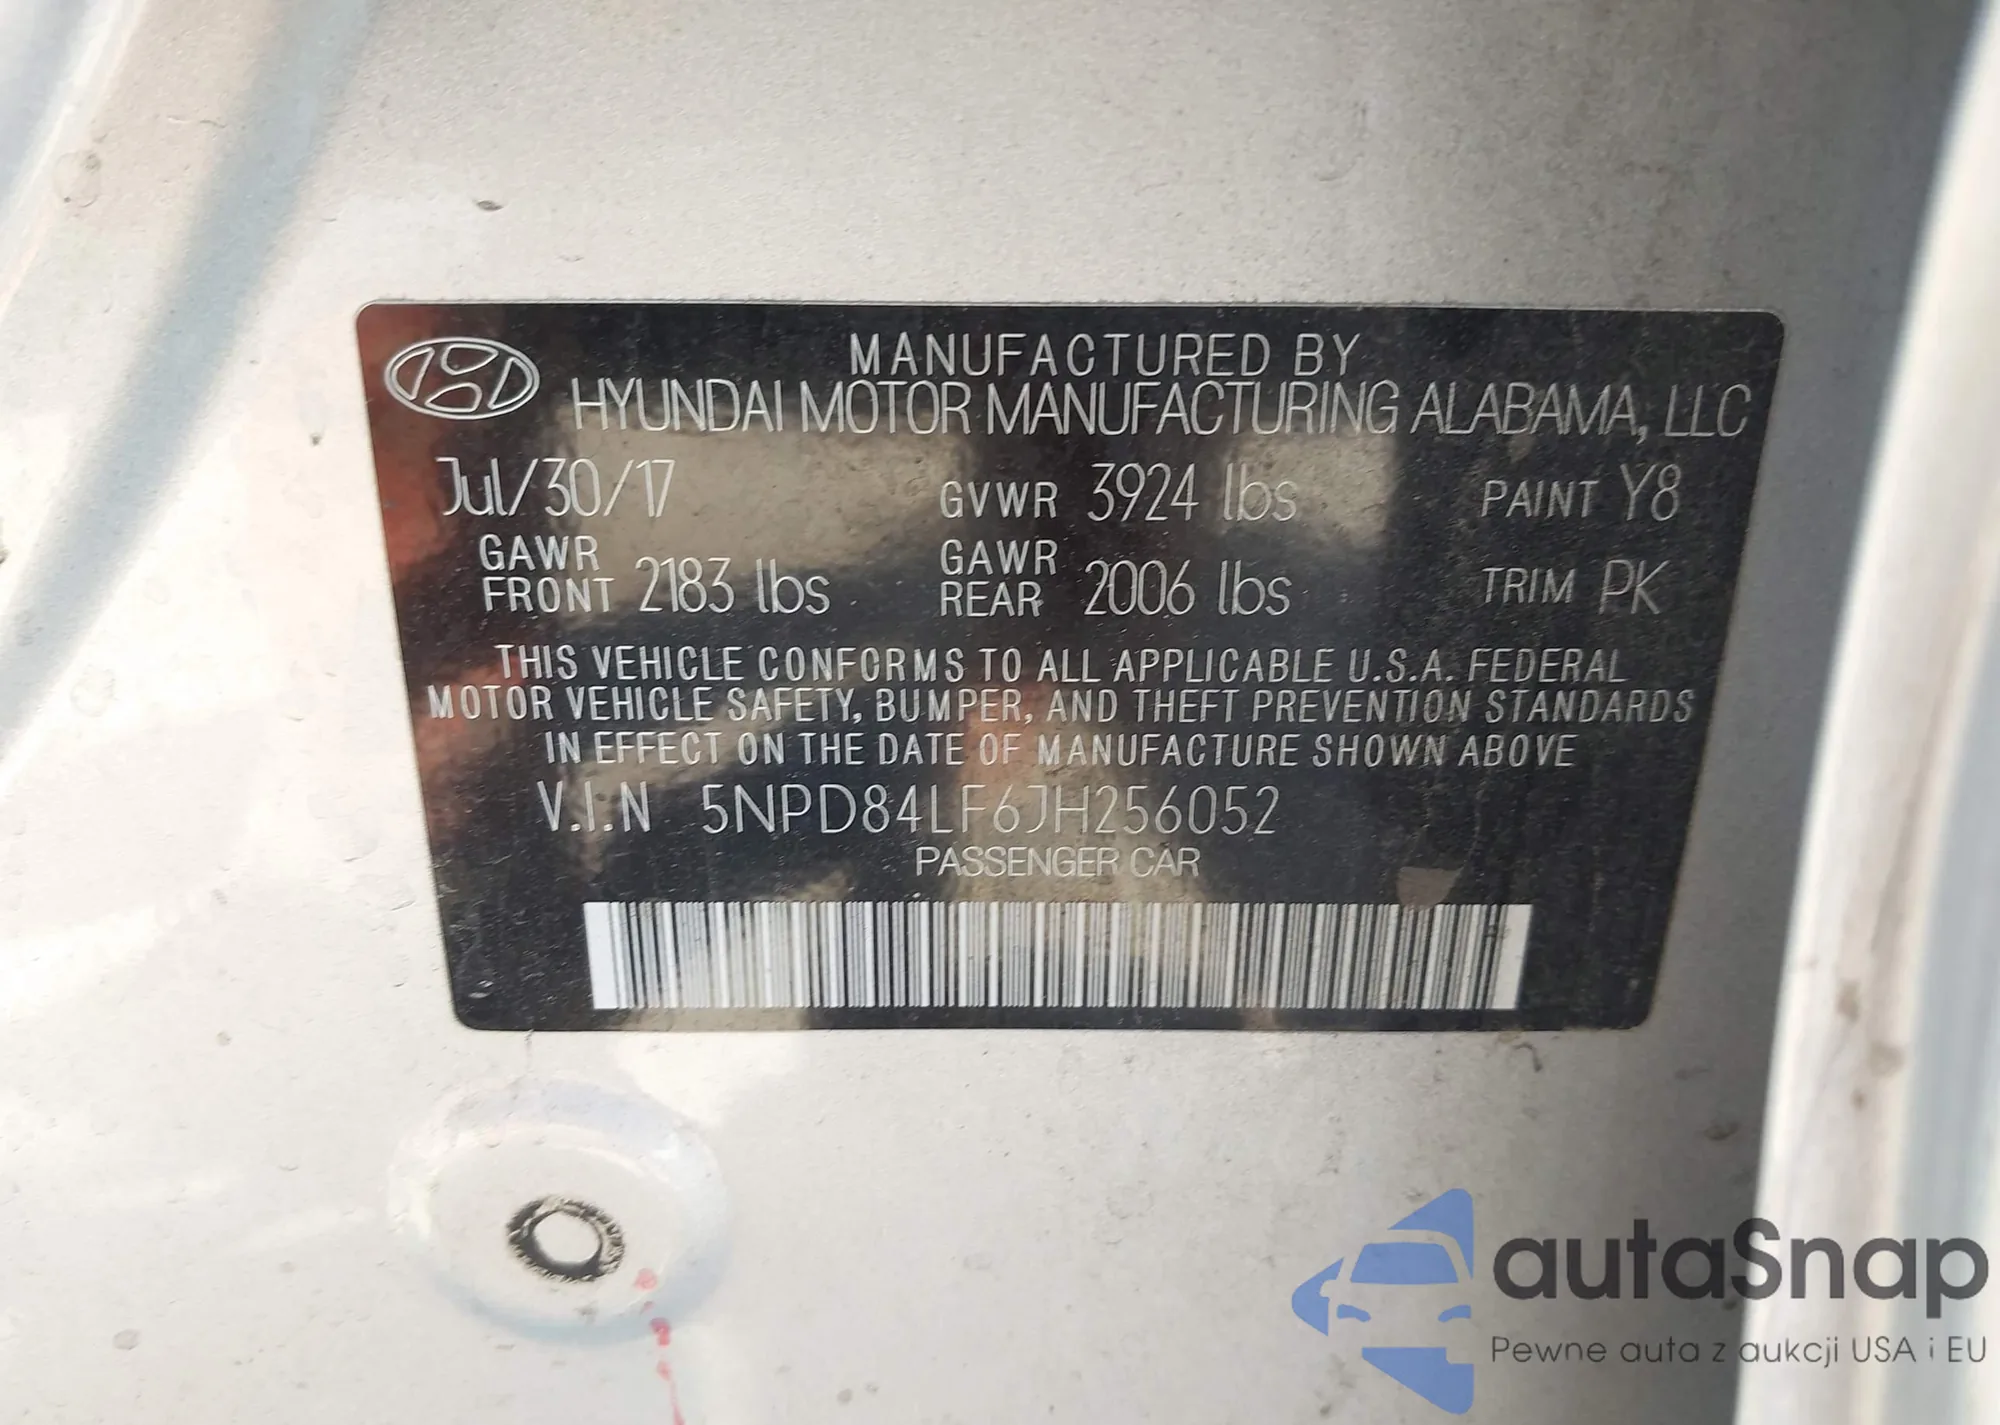 MANUFACTURED BY
HYUNDAI MOTOR MANUFACTURING ALABAMA, LLC
Jul/30/17 GVWR 3924 lbs PAINT Y8
GAWR FRONT 2183 lbs GAWR REAR 2006 lbs TRIM PK
THIS VEHICLE CONFORMS TO ALL APPLICABLE U.S.A. FEDERAL
MOTOR VEHICLE SAFETY, BUMPER, AND THEFT PREVENTION STANDARDS
IN EFFECT ON THE DATE OF MANUFACTURE SHOWN ABOVE
V.I.N 5NPD84LF6JH256052
PASSENGER CAR
autaSnap
Pewne auta z aukcji USA i EU